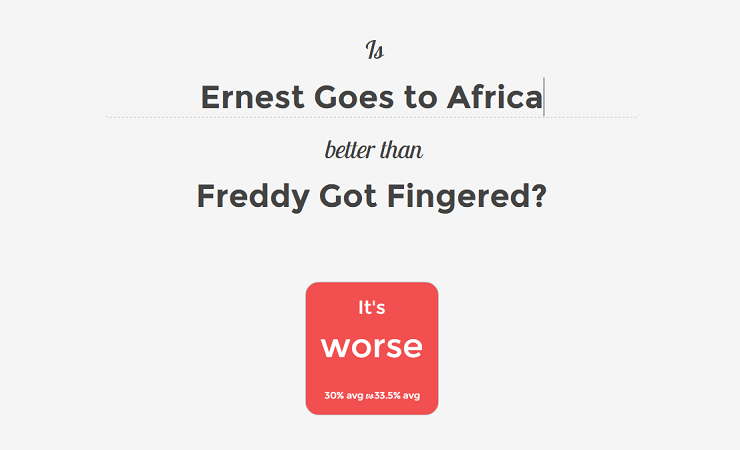 Is
Ernest Goes to Africa
better than
Freddy Got Fingered?
It's
worse
30% avg vs 33.5% avg